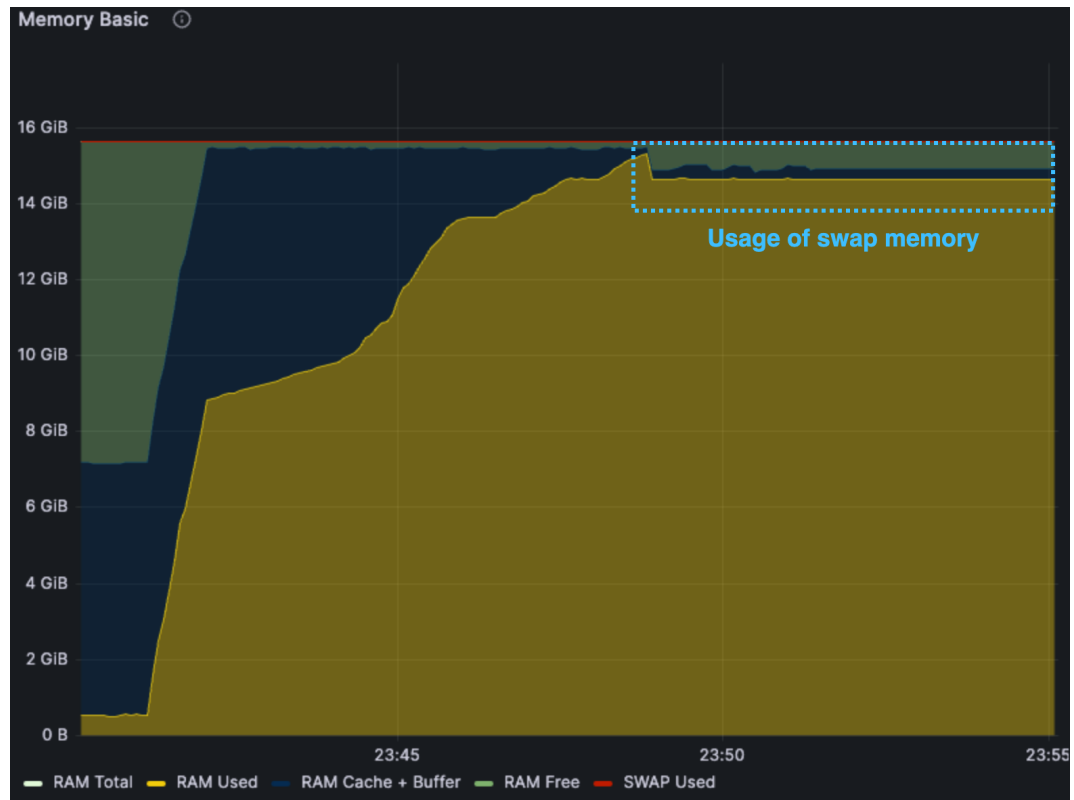 Memory Basic
16 GiB
14 GiB
12 GiB
10 GiB
8 GiB
6 GiB
4 GiB
2 GiB
0 B
Usage of swap memory
23:45 23:50 23:55
RAM Total RAM Used RAM Cache + Buffer RAM Free SWAP Used